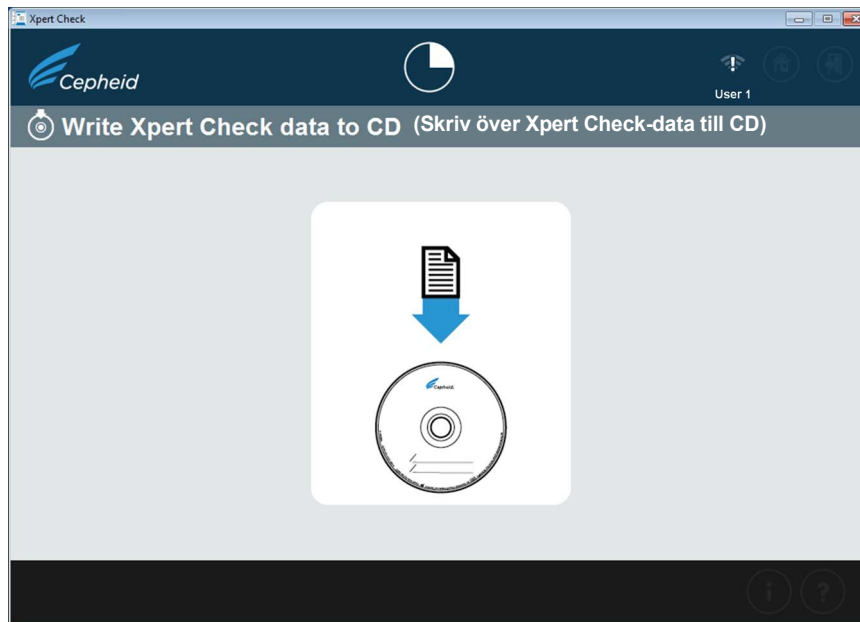 Xpert Check
Cepheid
User 1
Write Xpert Check data to CD (Skriv över Xpert Check-data till CD)
Cepheid
i ?